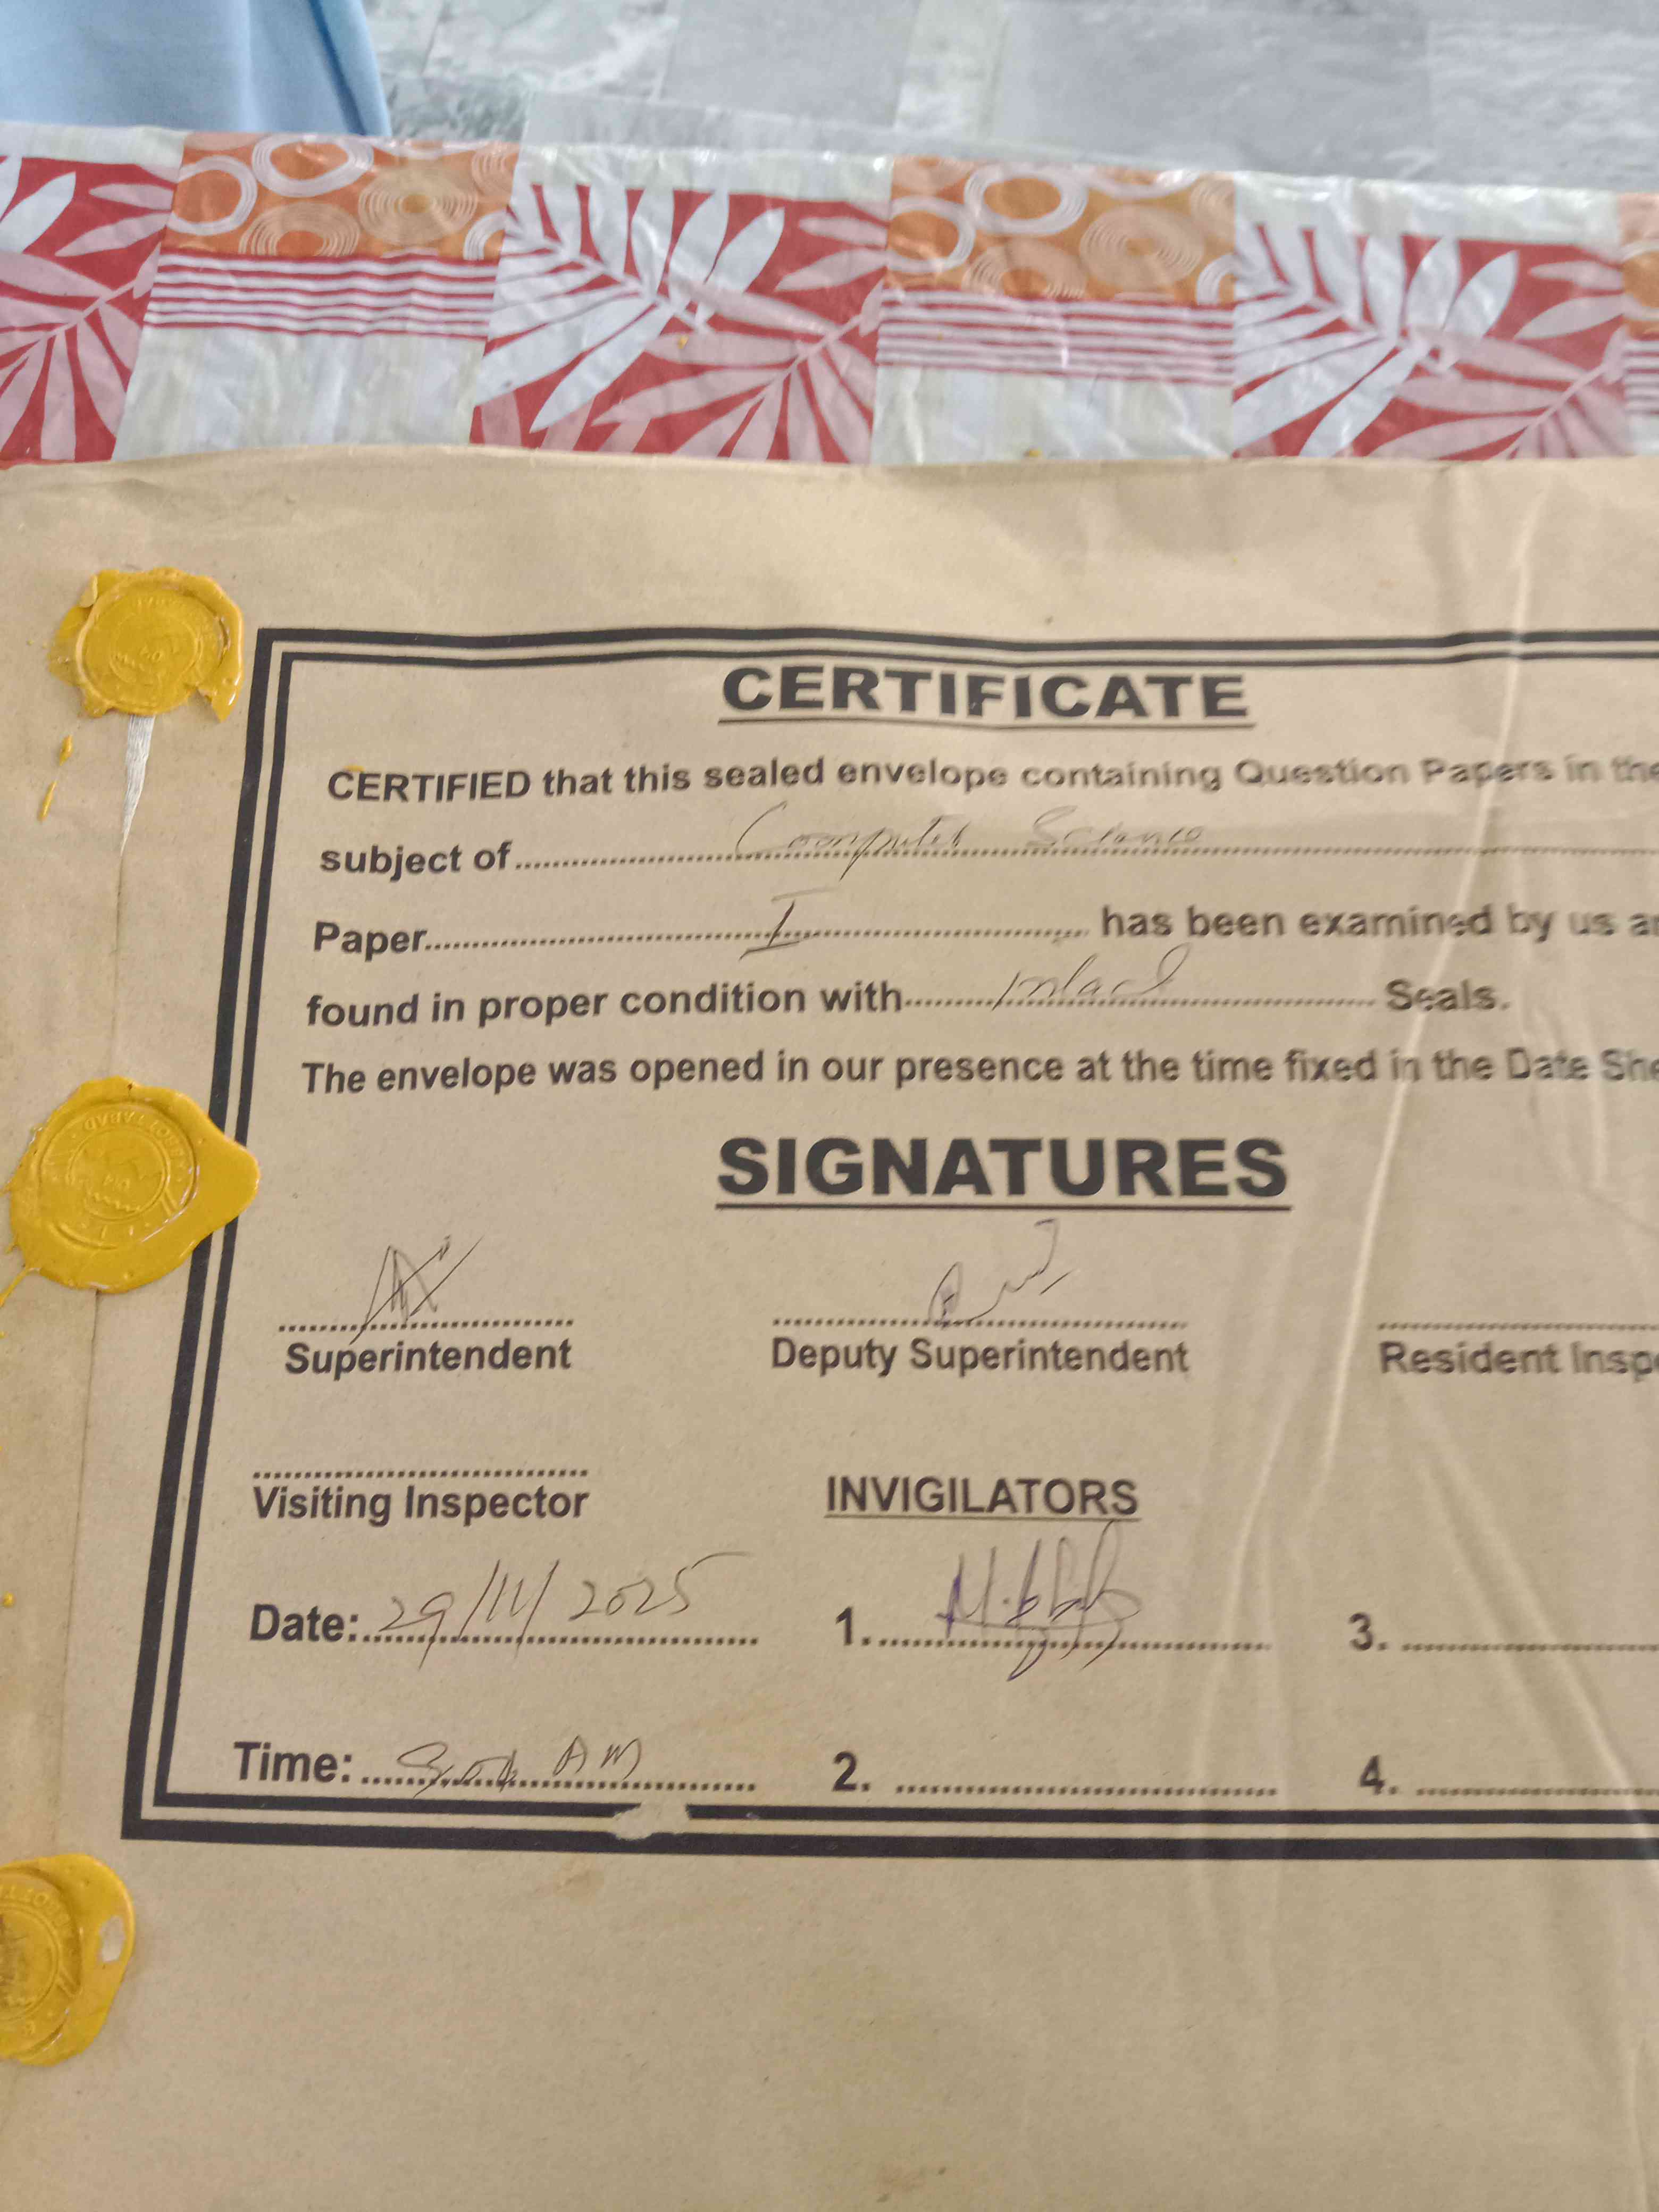 CERTIFICATE
CERTIFIED that this sealed envelope containing Question Papers in the
subject of Computer Science
Paper I has been examined by us
found in proper condition with Seals.
The envelope was opened in our presence at the time fixed in the Date
SIGNATURES
Superintendent Deputy Superintendent Resident
Visiting Inspector INVIGILATORS
Date: 29/11/2025 1. 3.
Time: AM 2. 4.